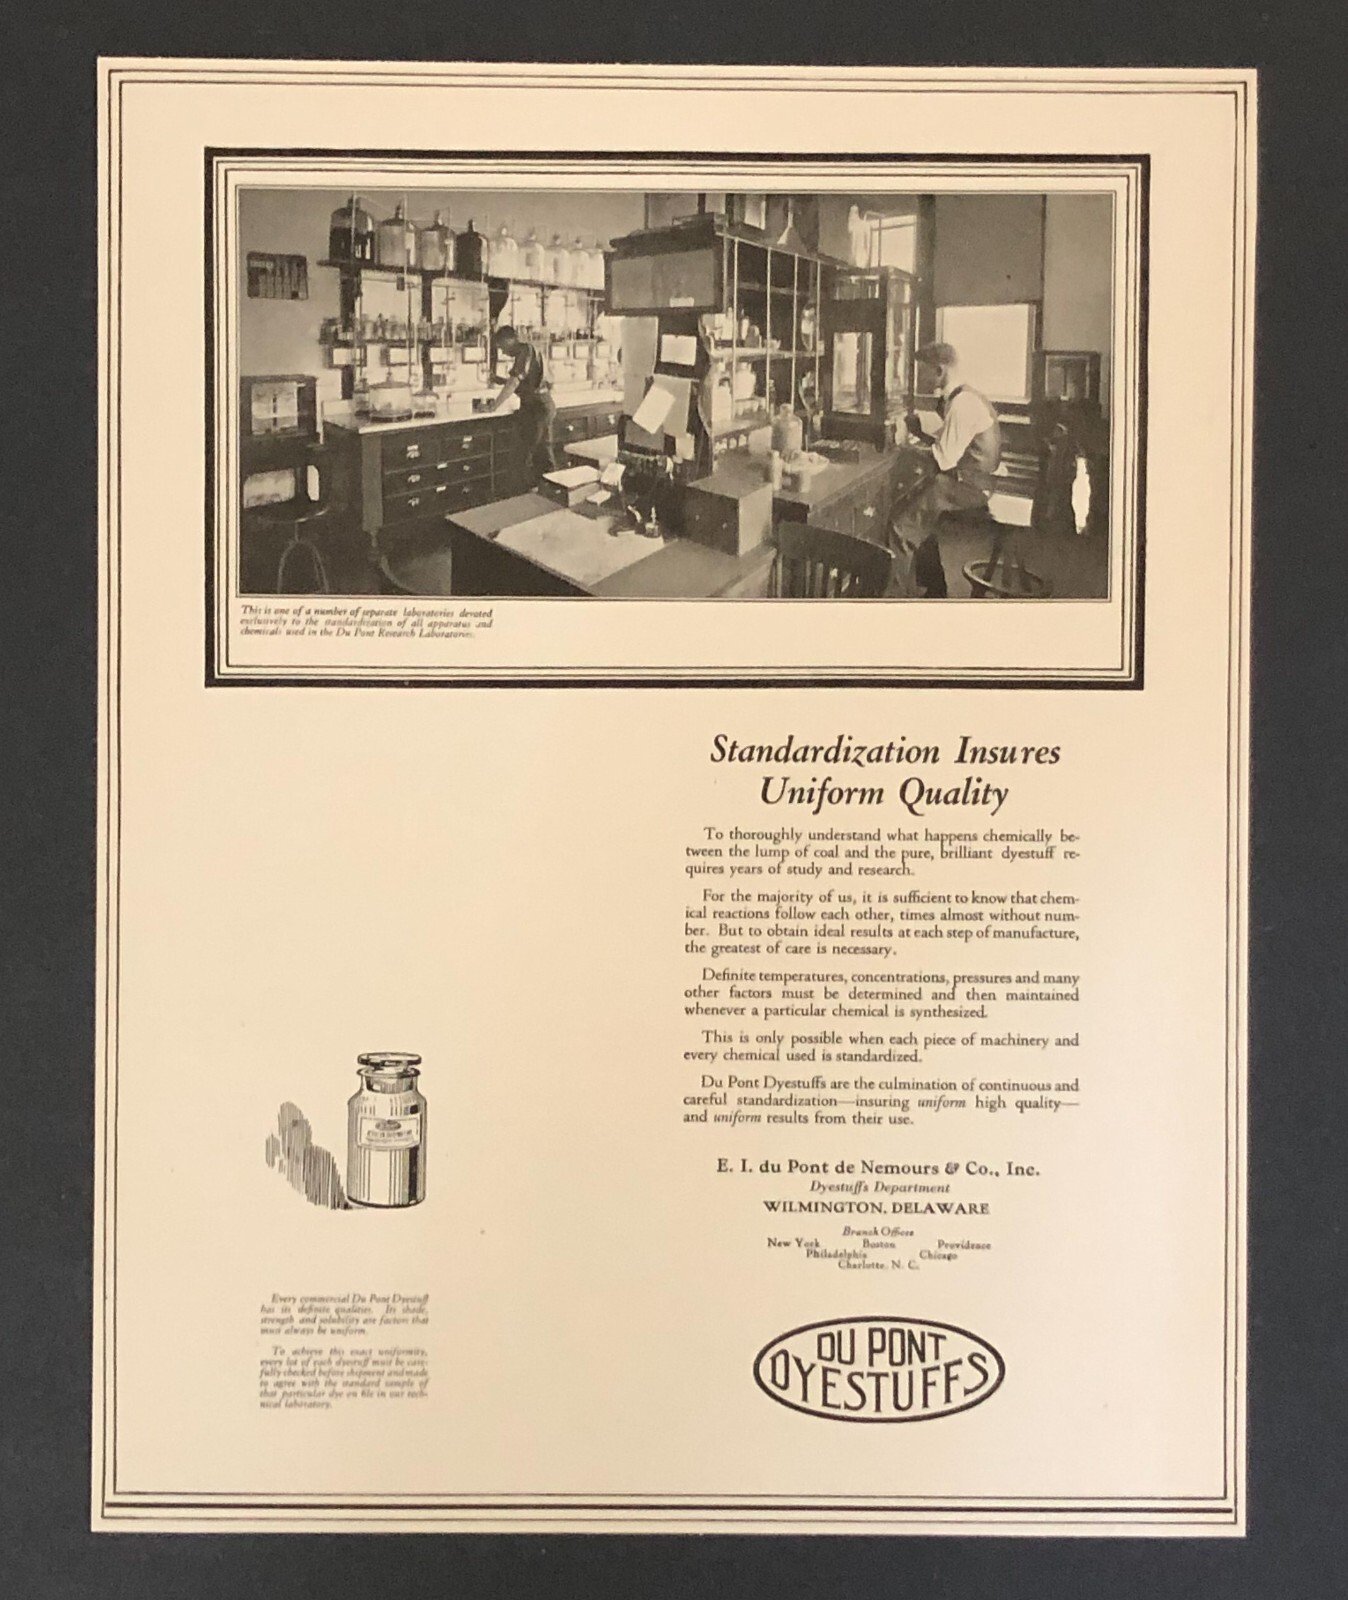 This is one of a number of separate laboratories devoted
exclusively to the standardization of all apparatus and
chemicals used in the Du Pont Research Laboratories.
Standardization Insures
Uniform Quality
To thoroughly understand what happens chemically be-
tween the lump of coal and the pure, brilliant dyestuff re-
quires years of study and research.
For the majority of us, it is sufficient to know that chem-
ical reactions follow each other, times almost without num-
ber. But to obtain ideal results at each step of manufacture,
the greatest of care is necessary.
Definite temperatures, concentrations, pressures and many
other factors must be determined and then maintained
whenever a particular chemical is synthesized.
This is only possible when each piece of machinery and
every chemical used is standardized.
Du Pont Dyestuffs are the culmination of continuous and
careful standardization—insuring uniform high quality—
and uniform results from their use.
E. I. du Pont de Nemours & Co., Inc.
Dyestuffs Department
WILMINGTON, DELAWARE
Branch Offices
New York Boston Providence
Philadelphia Chicago
Charlotte, N. C.
DU PONT
DYESTUFFS
Every commercial Du Pont Dyestuff
has its definite qualities. Its shade,
strength and solubility are factors that
must always be uniform.
To achieve this exact uniformity,
every lot of each dyestuff must be care-
fully checked before shipment and made
to agree with the standard sample of
that particular dye on file in our tech-
nical laboratory.